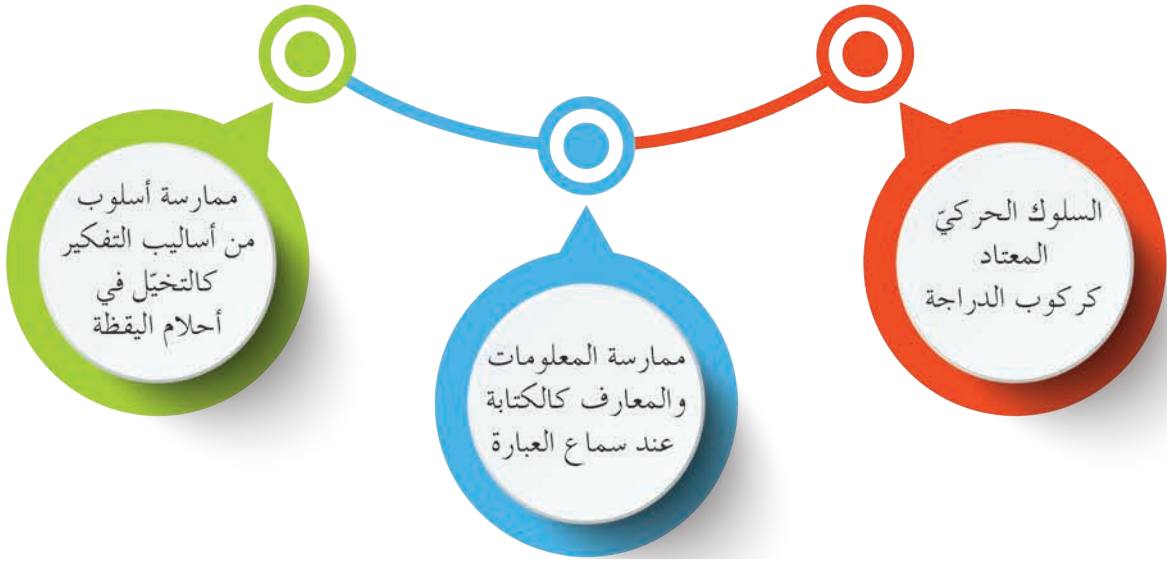 السلوك الحركيّ
المعتاد
كركوب الدراجة
ممارسة المعلومات
والمعارف كالكتابة
عند سماع العبارة
ممارسة أسلوب
من أساليب التفكير
كالتخيّل في
أحلام اليقظة